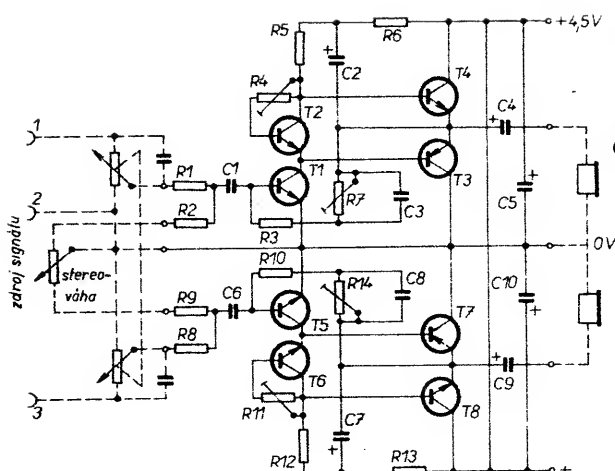 R5
R6
+4,5V
+
C2
R4
T4
T2
C4
+
1
R1
C1
T1
T3
R7
C3
C5
2
R2
R3
+
0V
zdroj signálu
stereo-
váha
R10
C10
R14
C8
R9
C6
T5
T7
+
R8
T6
+
C9
R11
C7
T8
3
+
R12
R13
+